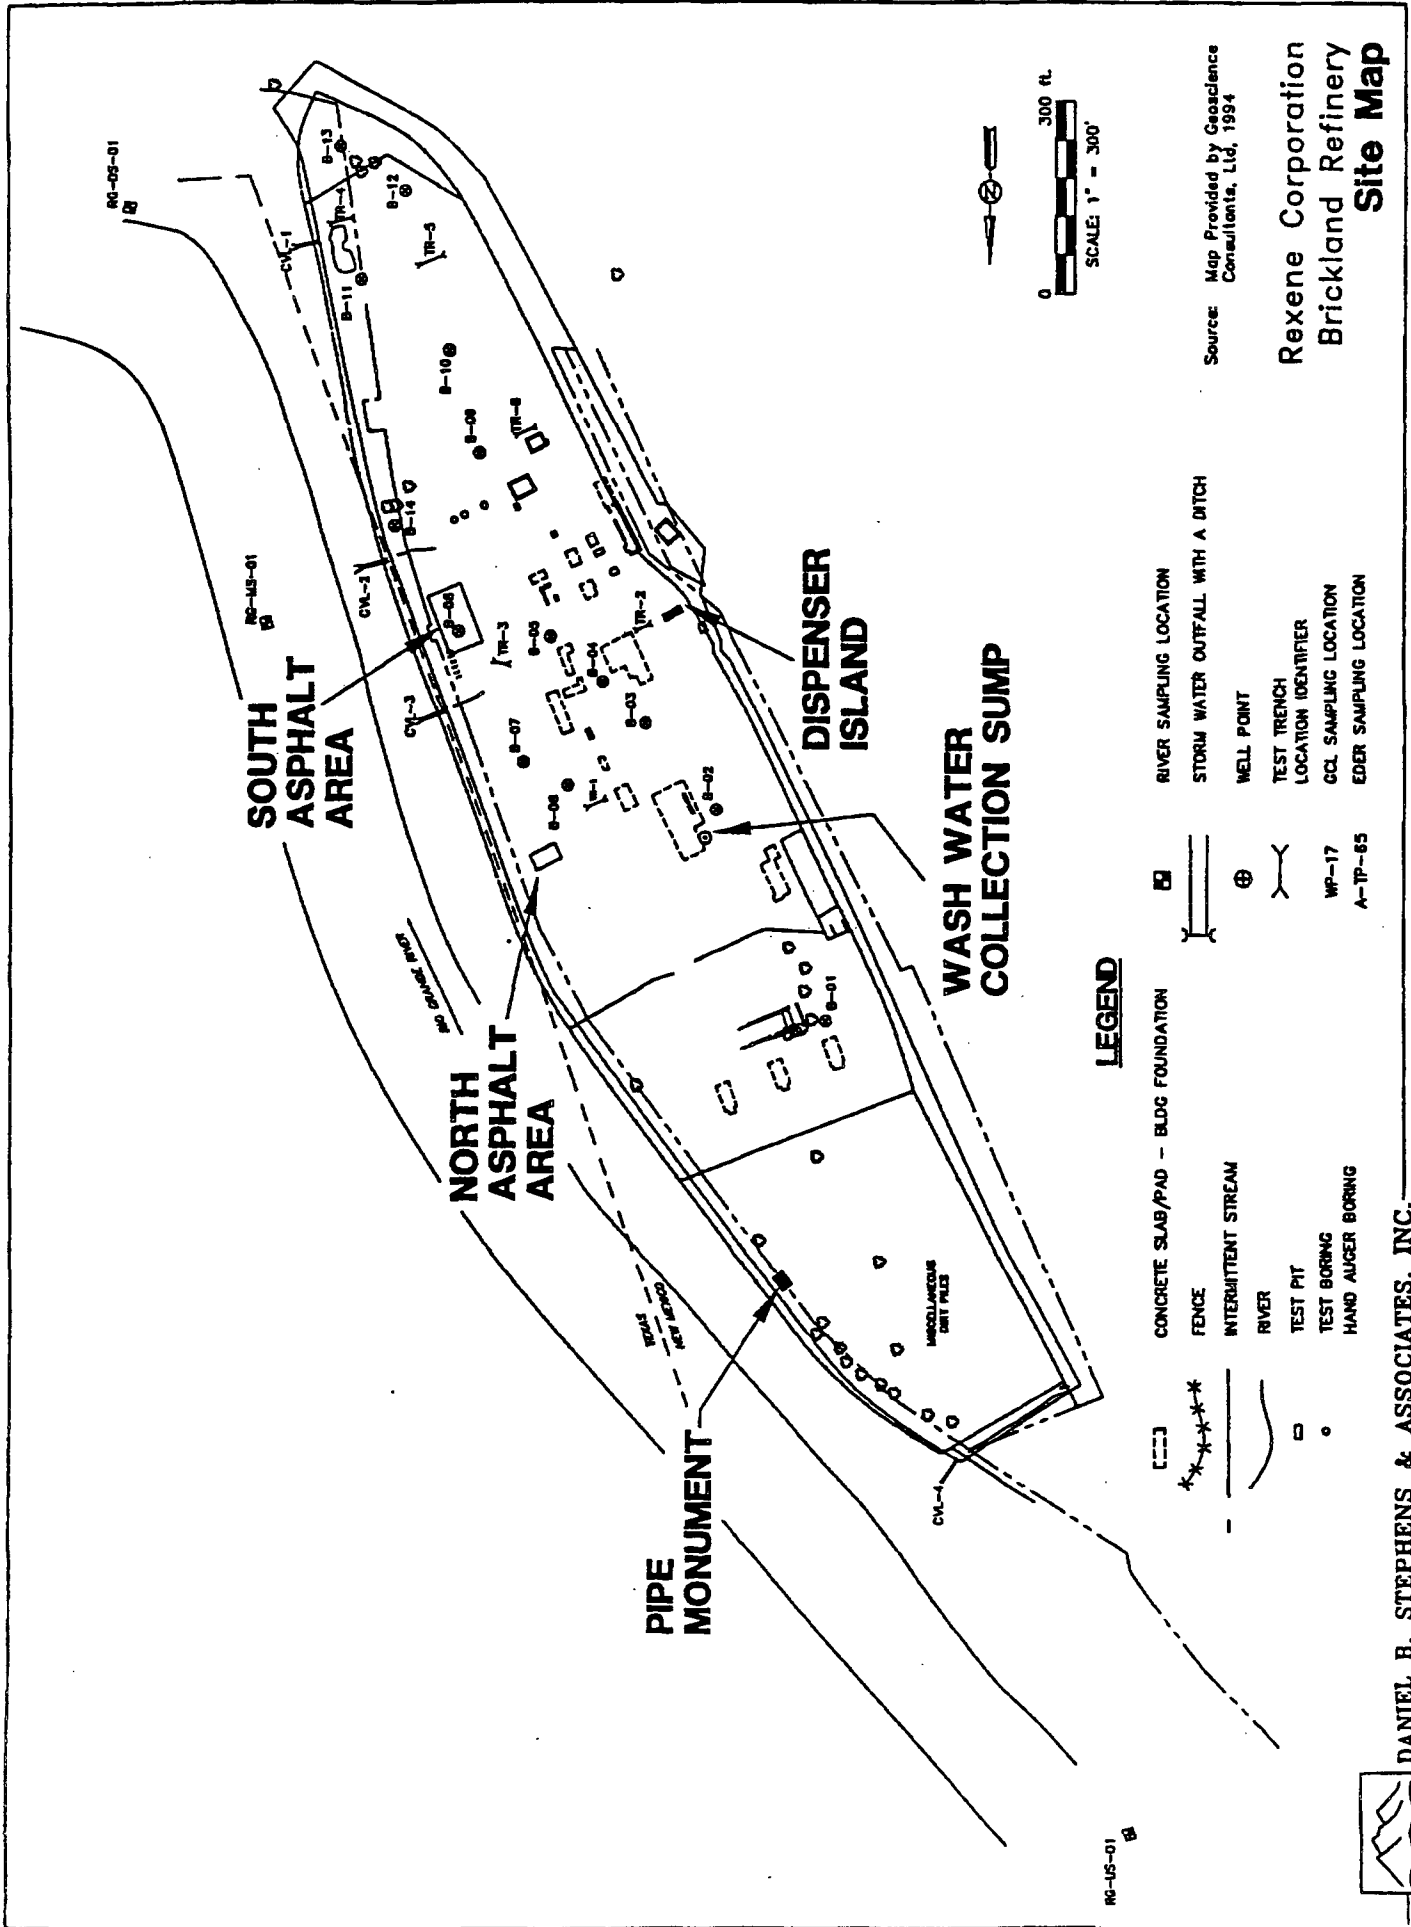 RG-DS-01
RG-MS-01
RG-US-01
CVL-1
CVL-2
CVL-3
CVL-4
B-13
TR-4
B-12
B-11
TR-5
B-10
B-09
B-14
TR-3
B-05
B-04
TR-2
B-03
B-07
B-02
B-01
SOUTH
ASPHALT
AREA
NORTH
ASPHALT
AREA
PIPE
MONUMENT
DISPENSER
ISLAND
WASH WATER
COLLECTION SUMP
RIO GRANDE RIVER
TEXAS
NEW MEXICO
MISCELLANEOUS
DIRT PILES
N
0 300 ft.
SCALE: 1" = 300'
LEGEND
CONCRETE SLAB/PAD - BLDG FOUNDATION
FENCE
INTERMITTENT STREAM
RIVER
TEST PIT
TEST BORING
HAND AUGER BORING
RIVER SAMPLING LOCATION
STORM WATER OUTFALL WITH A DITCH
WELL POINT
TEST TRENCH
LOCATION IDENTIFIER
WP-17 GCL SAMPLING LOCATION
A-TP-65 EDER SAMPLING LOCATION
Source: Map Provided by Geoscience
Consultants, Ltd, 1994
Rexene Corporation
Brickland Refinery
Site Map
DANIEL B. STEPHENS & ASSOCIATES, INC.